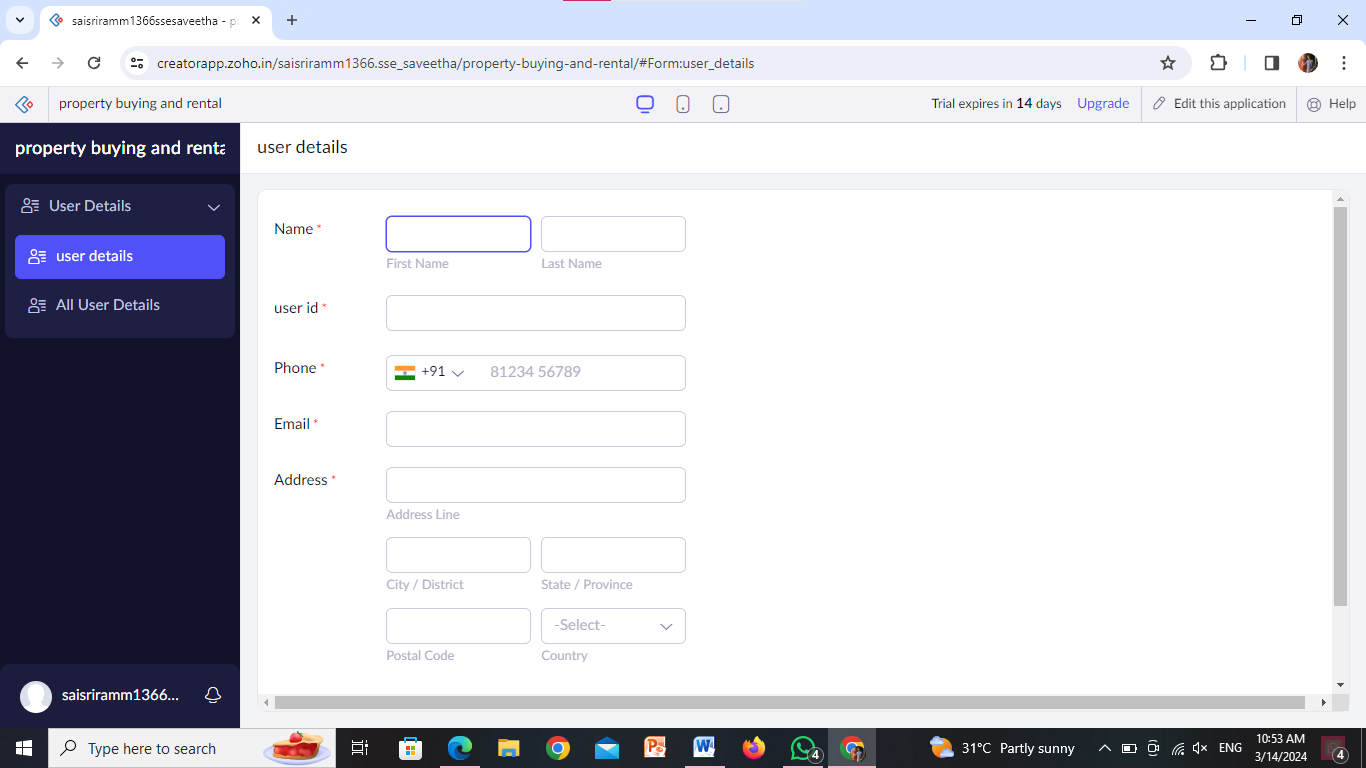 saisriramm1366ssesaveetha - p
creatorapp.zoho.in/saisriramm1366.sse_saveetha/property-buying-and-rental/#Form:user_details
property buying and rental
Trial expires in 14 days Upgrade Edit this application Help
property buying and renta
user details
User Details
user details
All User Details
Name *
First Name Last Name
user id *
Phone * +91 81234 56789
Email *
Address *
Address Line
City / District State / Province
-Select-
Postal Code Country
saisriramm1366...
Type here to search
4
31°C Partly sunny
ENG
10:53 AM
3/14/2024
4